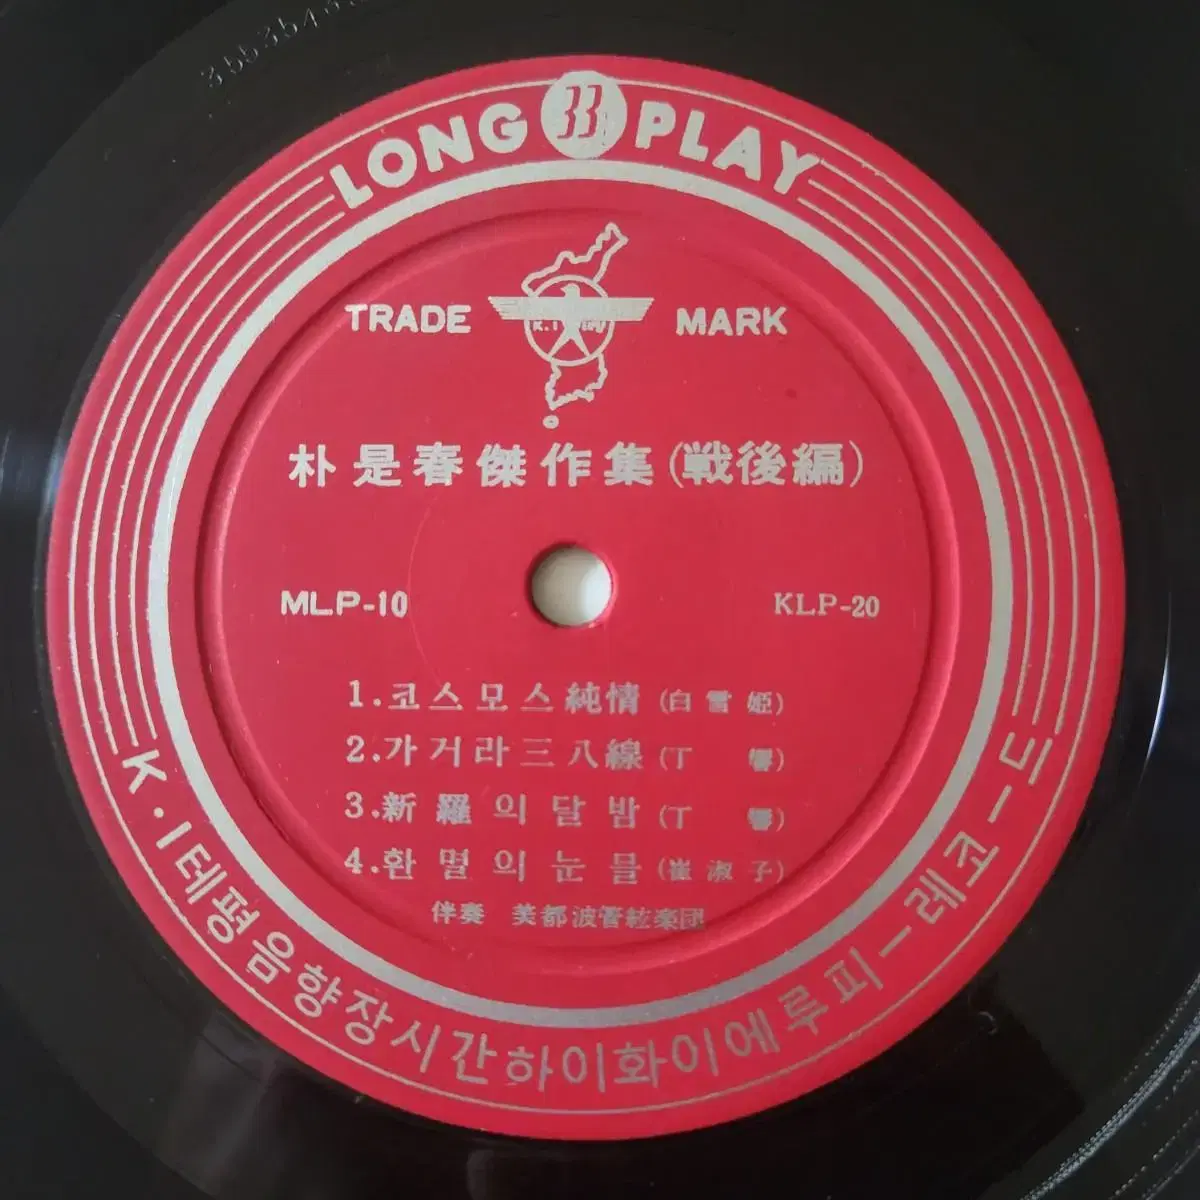 LONG 33 PLAY
TRADE MARK
朴是春傑作集(戦後編)
MLP-10 KLP-20
1.코스모스純情 (白雪姫)
2.가거라三八線 (丁 響)
3.新羅의달밤 (丁 響)
4.환멸의눈물 (崔淑子)
伴奏 美都波管絃楽団
K·I테평음향장시간하이화이에루피-레코-드